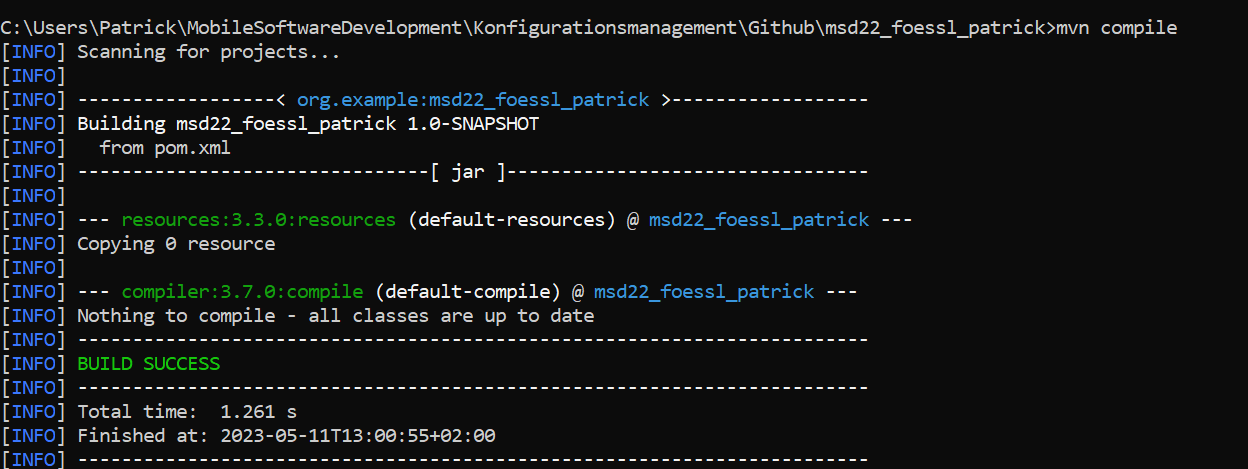 C:\Users\Patrick\MobileSoftwareDevelopment\Konfigurationsmanagement\Github\msd22_foessl_patrick>mvn compile
[INFO] Scanning for projects...
[INFO]
[INFO] ------------------< org.example:msd22_foessl_patrick >------------------
[INFO] Building msd22_foessl_patrick 1.0-SNAPSHOT
[INFO]   from pom.xml
[INFO] --------------------------------[ jar ]---------------------------------
[INFO]
[INFO] --- resources:3.3.0:resources (default-resources) @ msd22_foessl_patrick ---
[INFO] Copying 0 resource
[INFO]
[INFO] --- compiler:3.7.0:compile (default-compile) @ msd22_foessl_patrick ---
[INFO] Nothing to compile - all classes are up to date
[INFO] ------------------------------------------------------------------------
[INFO] BUILD SUCCESS
[INFO] ------------------------------------------------------------------------
[INFO] Total time:  1.261 s
[INFO] Finished at: 2023-05-11T13:00:55+02:00
[INFO] ------------------------------------------------------------------------